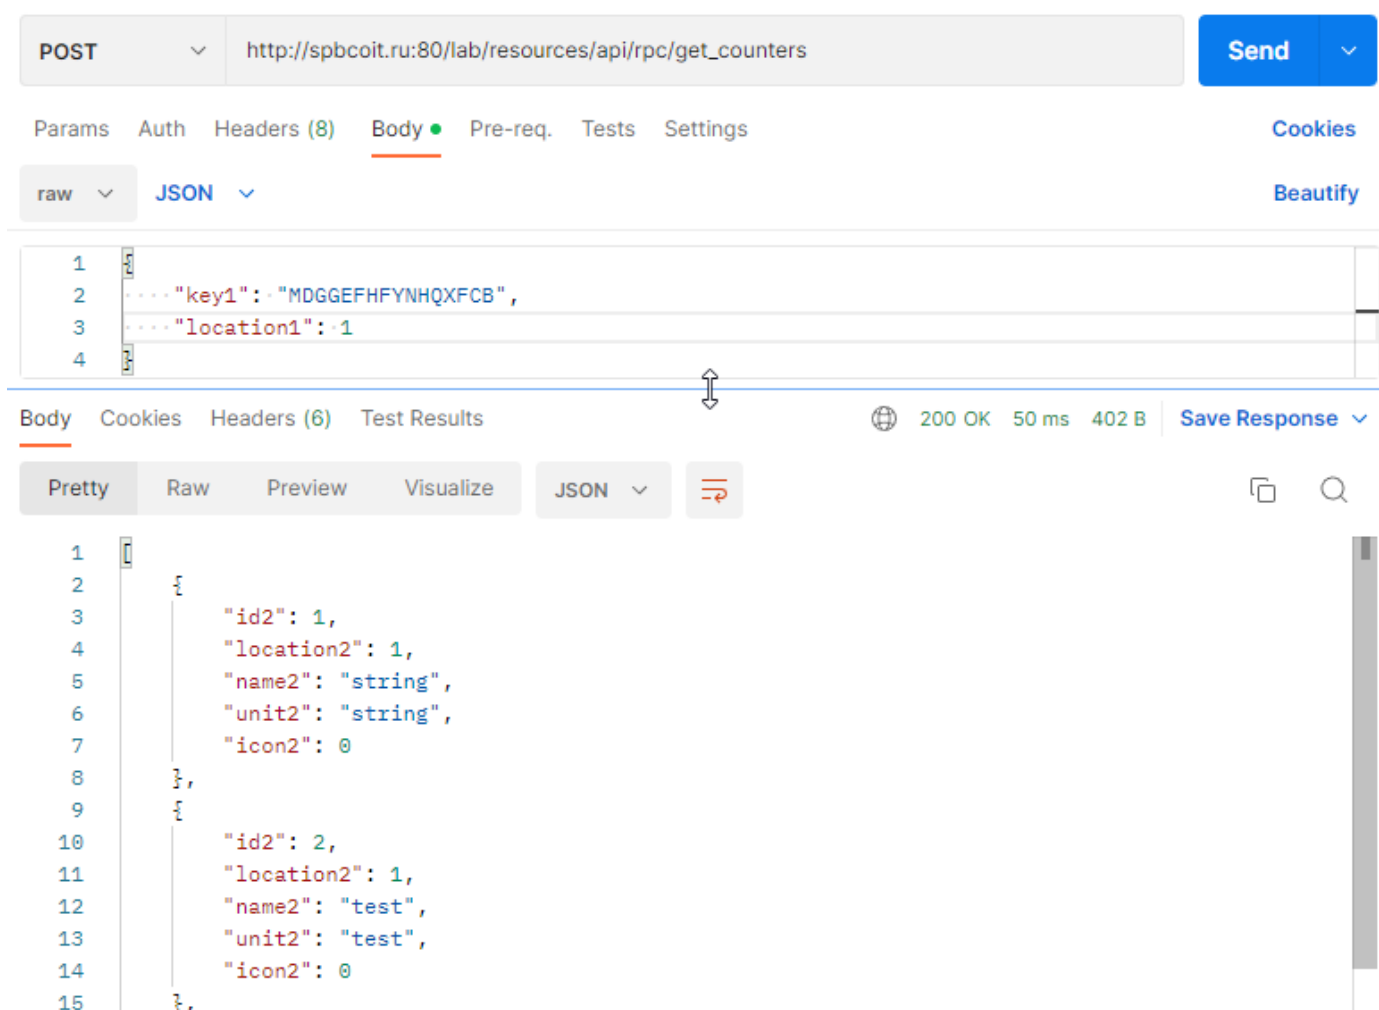 POST http://spbcoit.ru:80/lab/resources/api/rpc/get_counters Send
Params Auth Headers (8) Body Pre-req. Tests Settings Cookies
raw JSON Beautify
1 {
2 "key1": "MDGGEFHFYNHQXFCB",
3 "location1": 1
4 }
Body Cookies Headers (6) Test Results 200 OK 50 ms 402 B Save Response
Pretty Raw Preview Visualize JSON
1 [
2 {
3 "id2": 1,
4 "location2": 1,
5 "name2": "string",
6 "unit2": "string",
7 "icon2": 0
8 },
9 {
10 "id2": 2,
11 "location2": 1,
12 "name2": "test",
13 "unit2": "test",
14 "icon2": 0
15 },